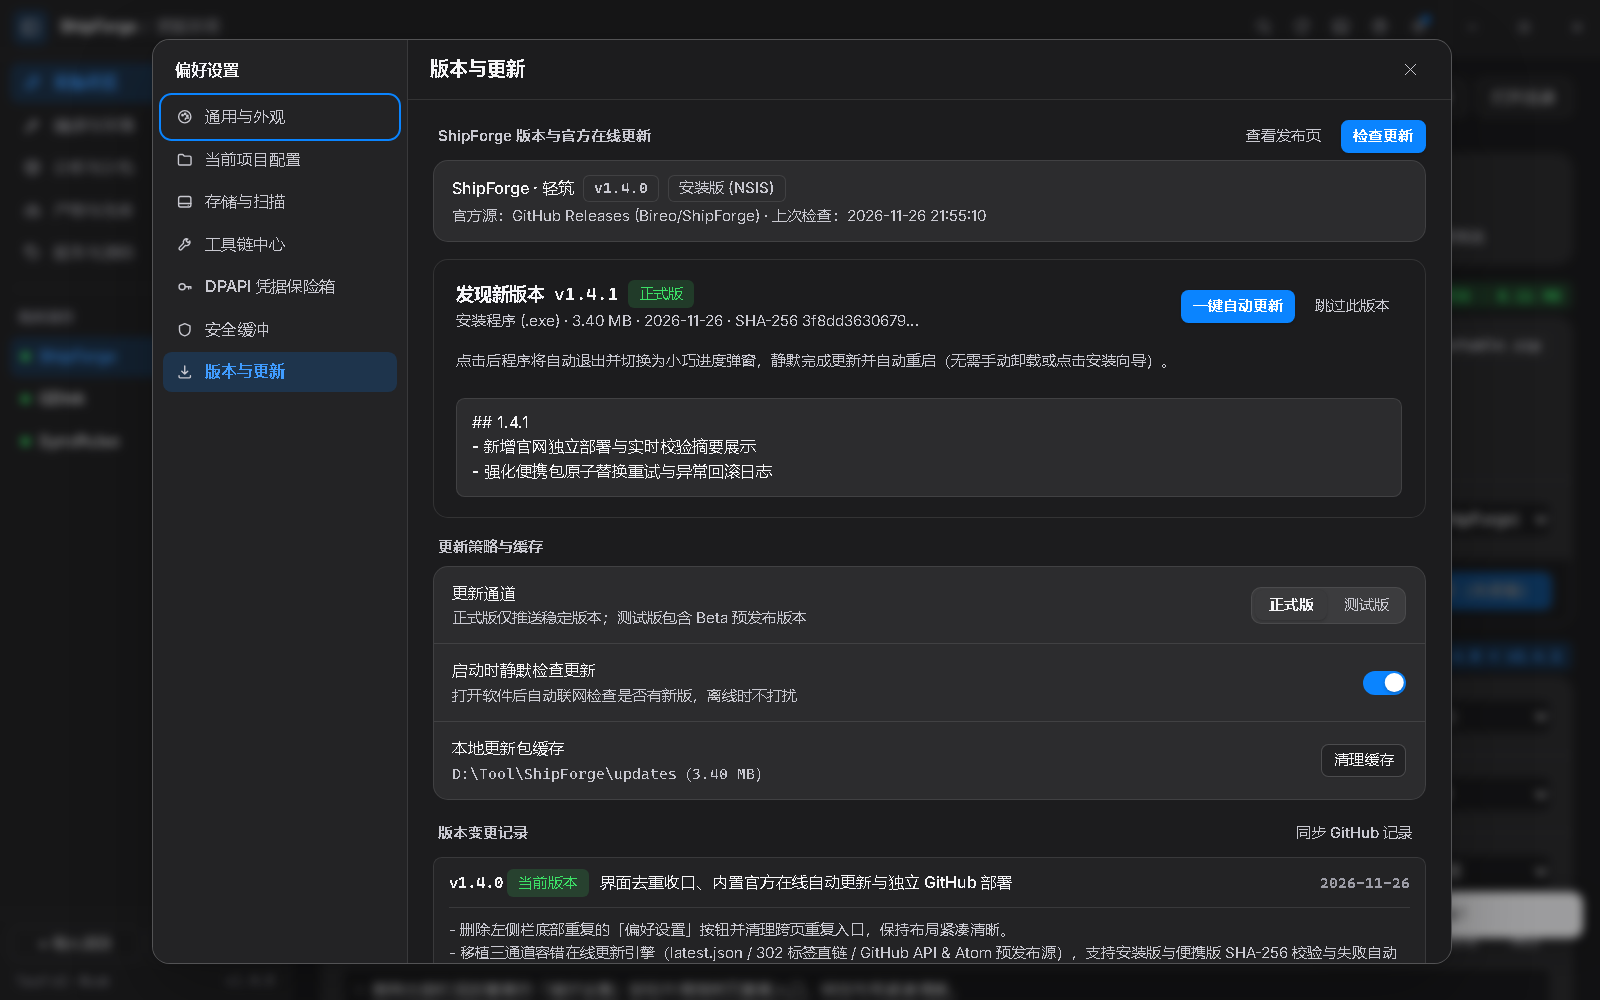 偏好设置
通用与外观
当前项目配置
存储与扫描
工具链中心
DPAPI 凭据保险箱
安全缓冲
版本与更新
版本与更新
ShipForge 版本与官方在线更新
查看发布页
检查更新
ShipForge · 轻筑 v1.4.0 安装版 (NSIS)
官方源：GitHub Releases (Bireo/ShipForge) · 上次检查：2026-11-26 21:55:10
发现新版本 v1.4.1 正式版
安装程序 (.exe) · 3.40 MB · 2026-11-26 · SHA-256 3f8dd3630679...
一键自动更新
跳过此版本
点击后程序将自动退出并切换为小巧进度弹窗，静默完成更新并自动重启（无需手动卸载或点击安装向导）。
## 1.4.1
- 新增官网独立部署与实时校验摘要展示
- 强化便携包原子替换重试与异常回滚日志
更新策略与缓存
更新通道
正式版仅推送稳定版本；测试版包含 Beta 预发布版本
正式版 测试版
启动时静默检查更新
打开软件后自动联网检查是否有新版，离线时不打扰
本地更新包缓存
D:\Tool\ShipForge\updates (3.40 MB)
清理缓存
版本变更记录
同步 GitHub 记录
v1.4.0 当前版本 界面去重收口、内置官方在线自动更新与独立 GitHub 部署 2026-11-26
- 删除左侧栏底部重复的「偏好设置」按钮并清理跨页重复入口，保持布局紧凑清晰。
- 移植三通道容错在线更新引擎（latest.json / 302 标签直链 / GitHub API & Atom 预发布源），支持安装版与便携版 SHA-256 校验与失败自动